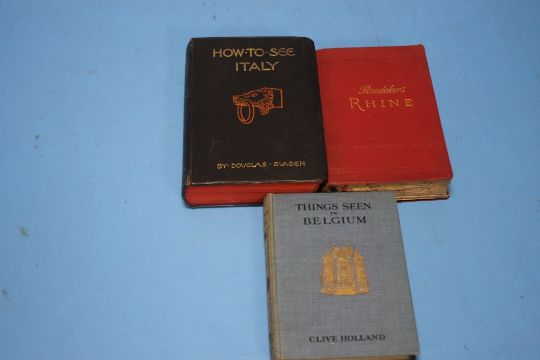 HOW·TO·SEE
ITALY
BY·DOUGLAS·SLADEN
Baedeker's
RHINE
THINGS SEEN
IN
BELGIUM
CLIVE HOLLAND